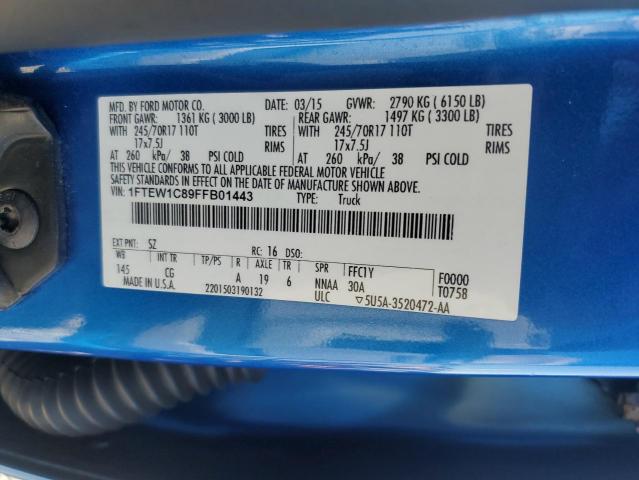 MFD. BY FORD MOTOR CO. DATE: 03/15 GVWR: 2790 KG ( 6150 LB)
FRONT GAWR: 1361 KG ( 3000 LB) REAR GAWR: 1497 KG ( 3300 LB)
WITH 245/70R17 110T TIRES WITH 245/70R17 110T TIRES
17x7.5J RIMS 17x7.5J RIMS
AT 260 kPa/ 38 PSI COLD AT 260 kPa/ 38 PSI COLD
THIS VEHICLE CONFORMS TO ALL APPLICABLE FEDERAL MOTOR VEHICLE
SAFETY STANDARDS IN EFFECT ON THE DATE OF MANUFACTURE SHOWN ABOVE.
VIN: 1FTEW1C89FFB01443 TYPE: Truck
EXT PNT: SZ RC: 16 DSO:
WB INT TR TP/PS R AXLE TR SPR FFC1Y F0000
145 CG A 19 6 NNAA 30A T0758
MADE IN U.S.A. 2201503190132 ULC ▽5U5A-3520472-AA